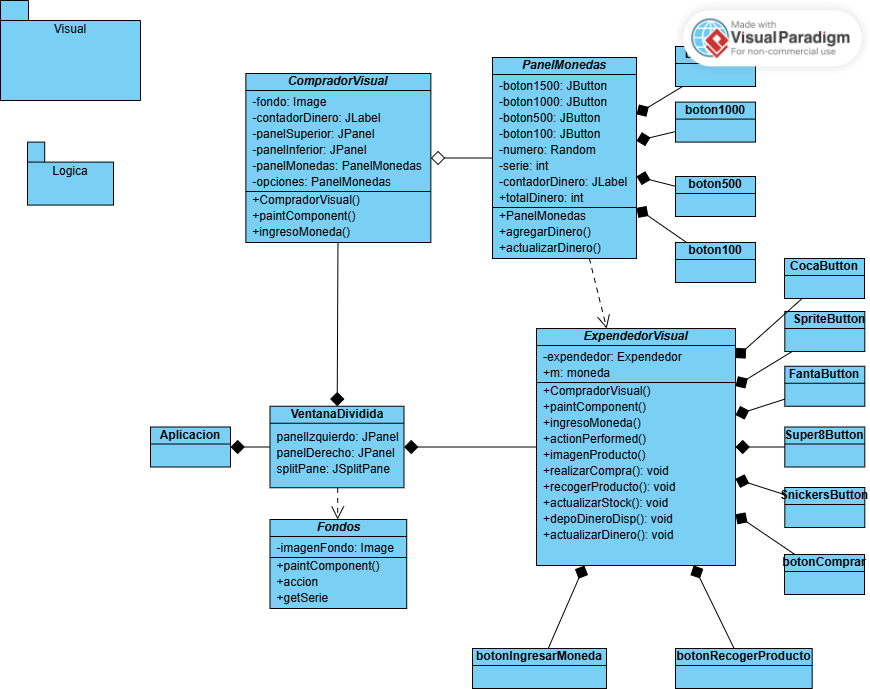 Visual
Logica
Made with
VisualParadigm
For non-commercial use
CompradorVisual
-fondo: Image
-contadorDinero: JLabel
-panelSuperior: JPanel
-panelInferior: JPanel
-panelMonedas: PanelMonedas
-opciones: PanelMonedas
+CompradorVisual()
+paintComponent()
+ingresoMoneda()
PanelMonedas
-boton1500: JButton
-boton1000: JButton
-boton500: JButton
-boton100: JButton
-numero: Random
-serie: int
-contadorDinero: JLabel
+totalDinero: int
+PanelMonedas
+agregarDinero()
+actualizarDinero()
boton1000
boton500
boton100
CocaButton
SpriteButton
FantaButton
Super8Button
SnickersButton
botonComprar
ExpendedorVisual
-expendedor: Expendedor
+m: moneda
+CompradorVisual()
+paintComponent()
+ingresoMoneda()
+actionPerformed()
+imagenProducto()
+realizarCompra(): void
+recogerProducto(): void
+actualizarStock(): void
+depoDineroDisp(): void
+actualizarDinero(): void
Aplicacion
VentanaDividida
panelIzquierdo: JPanel
panelDerecho: JPanel
splitPane: JSplitPane
Fondos
-imagenFondo: Image
+paintComponent()
+accion
+getSerie
botonIngresarMoneda
botonRecogerProducto